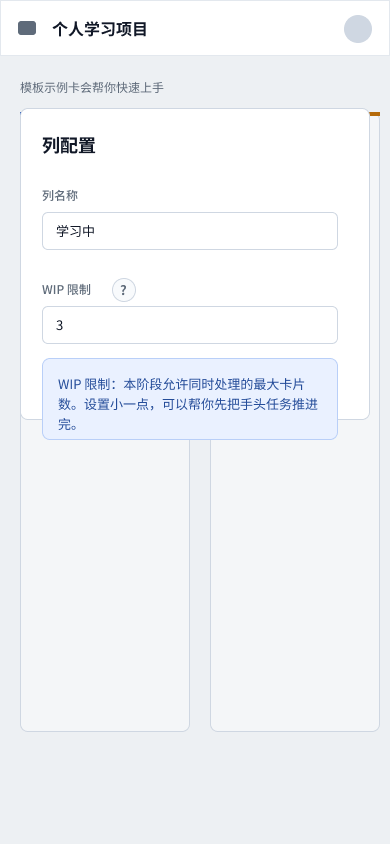 个人学习项目
模板示例卡会帮你快速上手
列配置
列名称
学习中
WIP 限制
?
3
WIP 限制：本阶段允许同时处理的最大卡片
数。设置小一点，可以帮你先把手头任务推进
完。